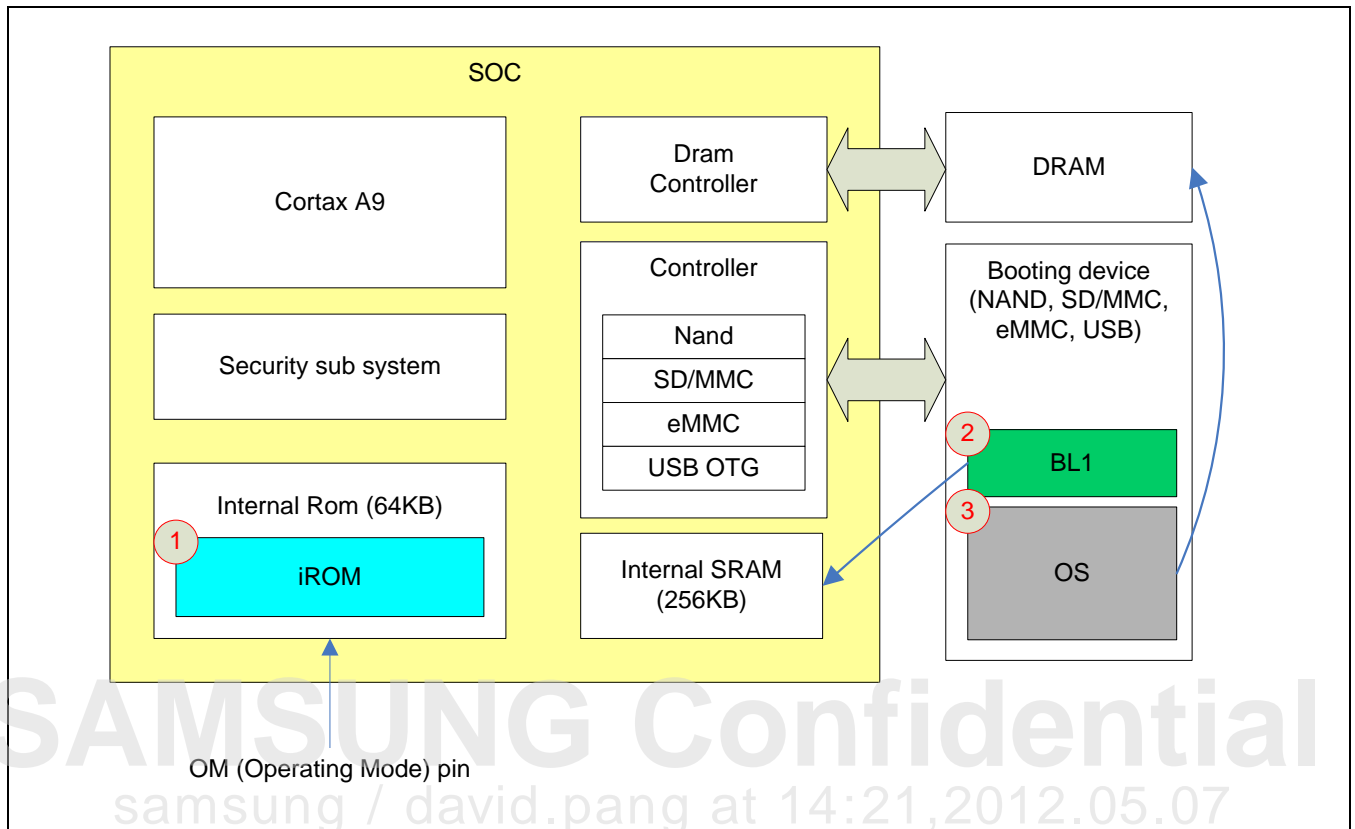 SOC
Cortax A9
Security sub system
Internal Rom (64KB)
1
iROM
Dram
Controller
Controller
Nand
SD/MMC
eMMC
USB OTG
Internal SRAM
(256KB)
DRAM
Booting device
(NAND, SD/MMC,
eMMC, USB)
2
BL1
3
OS
SAMSUNG Confidential
OM (Operating Mode) pin
samsung / david.pang at 14:21,2012.05.07